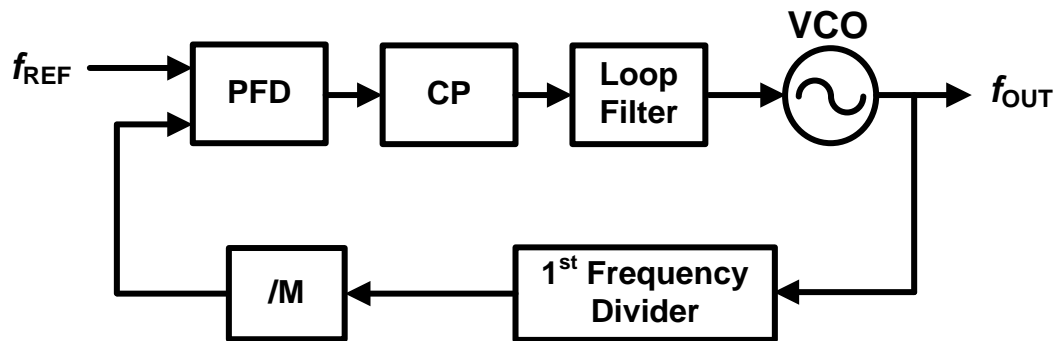 VCO
fREF
PFD
CP
Loop
Filter
fOUT
/M
1st Frequency
Divider